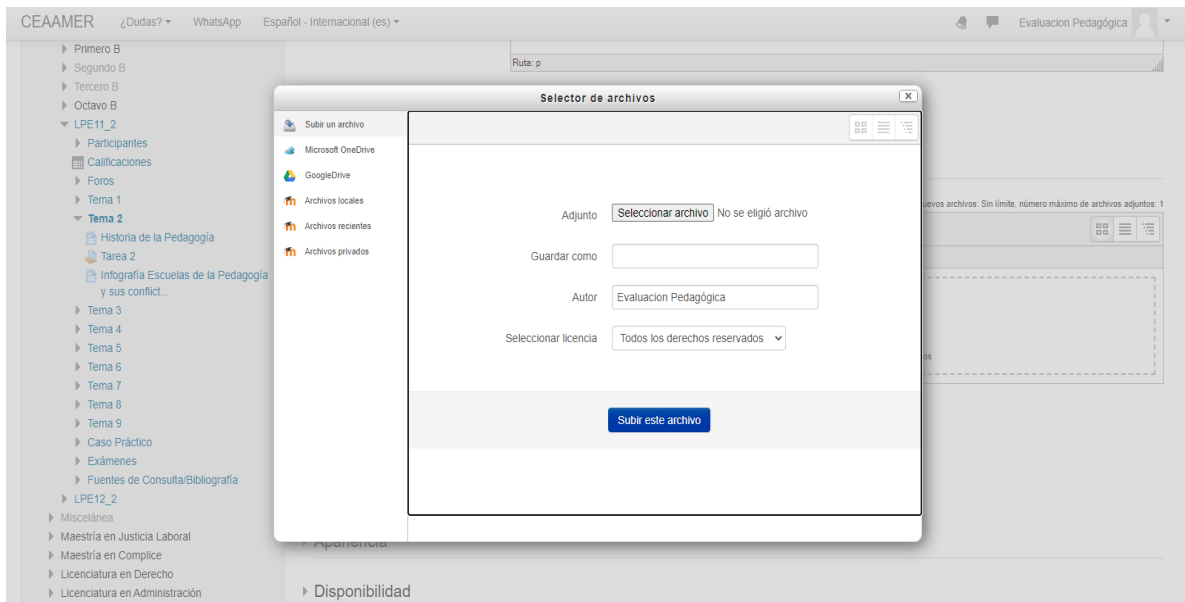 CEAAMER ¿Dudas? WhatsApp Español - Internacional (es) Evaluacion Pedagógica
Primero B
Segundo B
Tercero B
Octavo B
LPE11_2
Participantes
Calificaciones
Foros
Tema 1
Tema 2
Historia de la Pedagogía
Tarea 2
Infografía Escuelas de la Pedagogía
y sus conflict...
Tema 3
Tema 4
Tema 5
Tema 6
Tema 7
Tema 8
Tema 9
Caso Práctico
Exámenes
Fuentes de Consulta/Bibliografía
LPE12_2
Miscelánea
Maestría en Justicia Laboral
Maestría en Complice
Licenciatura en Derecho
Licenciatura en Administración
Ruta: p
Selector de archivos
X
Subir un archivo
Microsoft OneDrive
GoogleDrive
Archivos locales
Archivos recientes
Archivos privados
Adjunto Seleccionar archivo No se eligió archivo
Guardar como
Autor Evaluacion Pedagógica
Seleccionar licencia Todos los derechos reservados
Subir este archivo
uevos archivos: Sin límite, número máximo de archivos adjuntos: 1
os
Apariencia
Disponibilidad